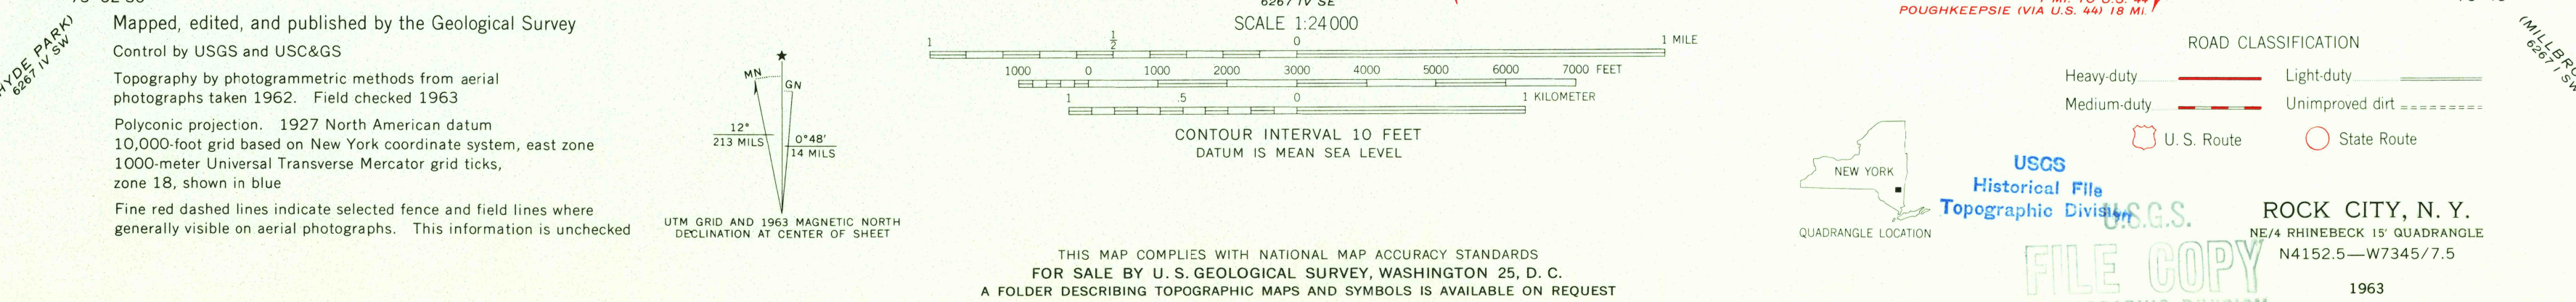 Mapped, edited, and published by the Geological Survey
Control by USGS and USC&GS
Topography by photogrammetric methods from aerial
photographs taken 1962. Field checked 1963
Polyconic projection. 1927 North American datum
10,000-foot grid based on New York coordinate system, east zone
1000-meter Universal Transverse Mercator grid ticks,
zone 18, shown in blue
Fine red dashed lines indicate selected fence and field lines where
generally visible on aerial photographs. This information is unchecked
HYDE PARK)
6267 IV SW
MN
GN
12°
213 MILS
0°48'
14 MILS
UTM GRID AND 1963 MAGNETIC NORTH
DECLINATION AT CENTER OF SHEET
6267 IV SE
SCALE 1:24 000
1 1/2 0 1 MILE
1000 0 1000 2000 3000 4000 5000 6000 7000 FEET
1 .5 0 1 KILOMETER
CONTOUR INTERVAL 10 FEET
DATUM IS MEAN SEA LEVEL
THIS MAP COMPLIES WITH NATIONAL MAP ACCURACY STANDARDS
FOR SALE BY U. S. GEOLOGICAL SURVEY, WASHINGTON 25, D. C.
A FOLDER DESCRIBING TOPOGRAPHIC MAPS AND SYMBOLS IS AVAILABLE ON REQUEST
POUGHKEEPSIE (VIA U.S. 44) 18 MI.
NEW YORK
QUADRANGLE LOCATION
USGS
Historical File
Topographic Division
U.S.G.S.
FILE COPY
ROAD CLASSIFICATION
Heavy-duty
Light-duty
Medium-duty
Unimproved dirt
U. S. Route
State Route
ROCK CITY, N. Y.
NE/4 RHINEBECK 15' QUADRANGLE
N4152.5—W7345/7.5
1963
6267 I SW